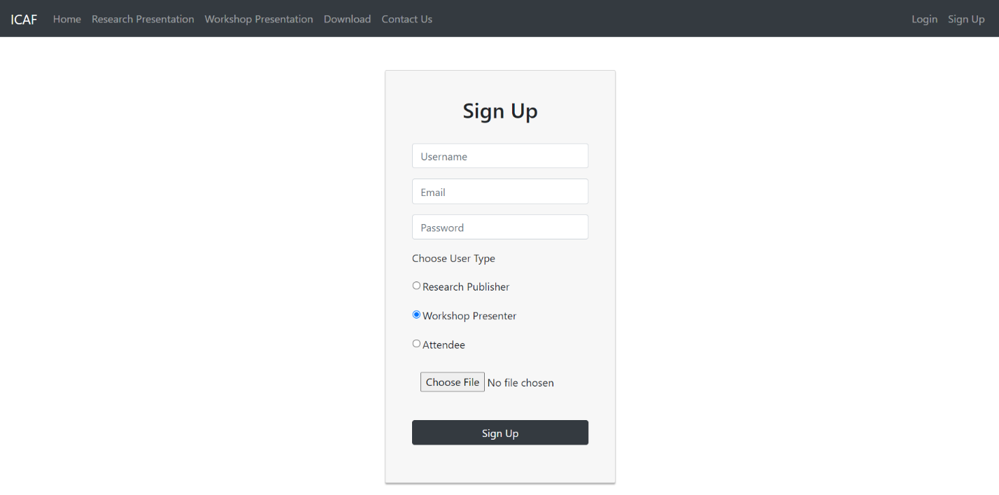 ICAF Home Research Presentation Workshop Presentation Download Contact Us Login Sign Up
Sign Up
Username
Email
Password
Choose User Type
Research Publisher
Workshop Presenter
Attendee
Choose File No file chosen
Sign Up